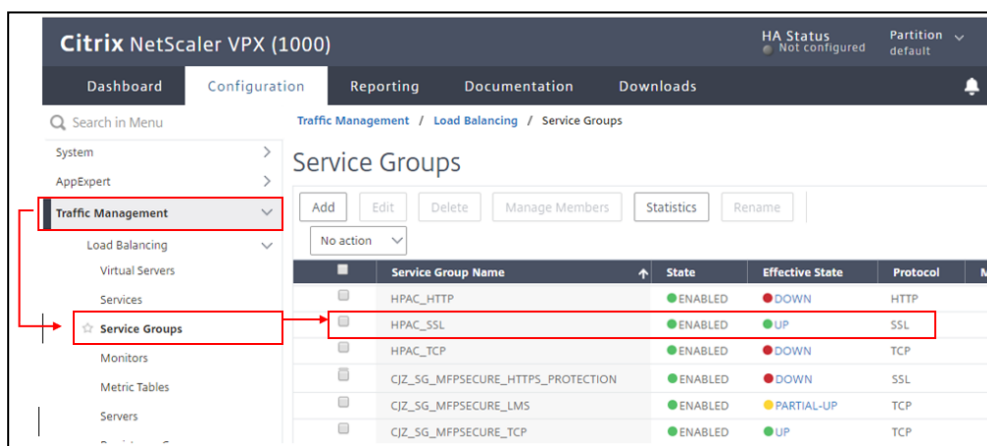 Citrix NetScaler VPX (1000)
HA Status
Not configured
Partition
default
Dashboard
Configuration
Reporting
Documentation
Downloads
Search in Menu
Traffic Management / Load Balancing / Service Groups
System
AppExpert
Traffic Management
Load Balancing
Virtual Servers
Services
Service Groups
Monitors
Metric Tables
Servers
Service Groups
Add Edit Delete Manage Members Statistics Rename
No action
Service Group Name State Effective State Protocol
HPAC_HTTP ENABLED DOWN HTTP
HPAC_SSL ENABLED UP SSL
HPAC_TCP ENABLED DOWN TCP
CJZ_SG_MFPSECURE_HTTPS_PROTECTION ENABLED DOWN SSL
CJZ_SG_MFPSECURE_LMS ENABLED PARTIAL-UP TCP
CJZ_SG_MFPSECURE_TCP ENABLED UP TCP